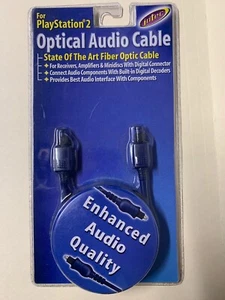 For
PlayStation®2
intec
Optical Audio Cable
State Of The Art Fiber Optic Cable
• For Receivers, Amplifiers & Minidiscs With Digital Connector
• Connect Audio Components With Built-in Digital Decoders
• Provides Best Audio Interface With Components
Enhanced
Audio
Quality